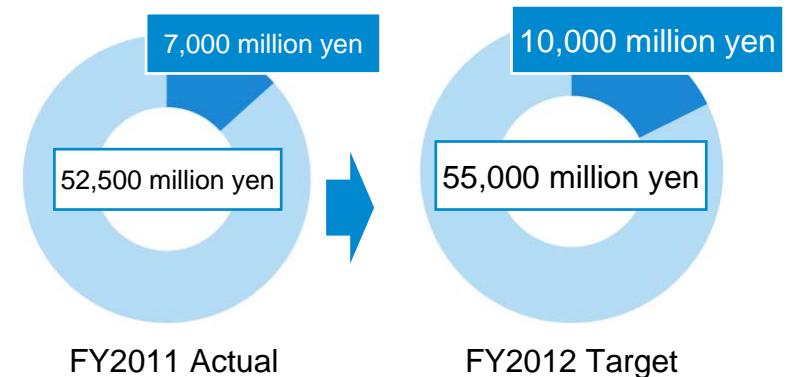 7,000 million yen
10,000 million yen
52,500 million yen
55,000 million yen
FY2011 Actual
FY2012 Target